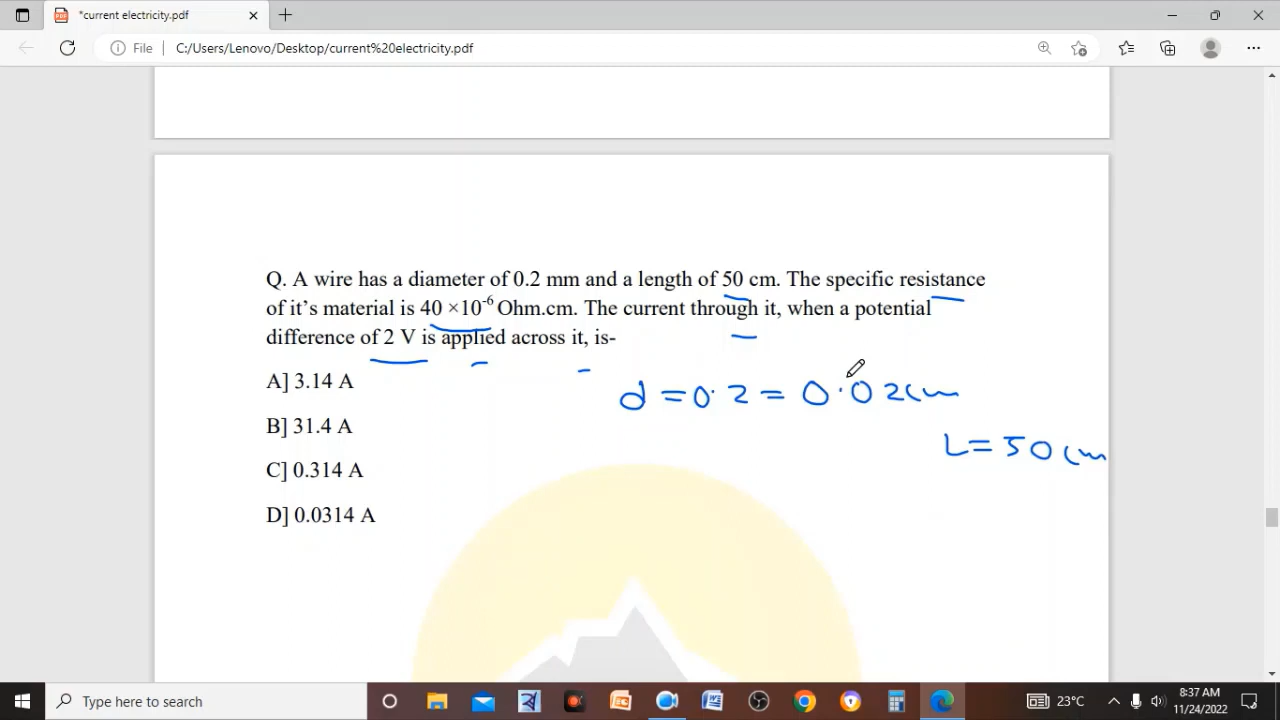 *current electricity.pdf
File C:/Users/Lenovo/Desktop/current%20electricity.pdf
Q. A wire has a diameter of 0.2 mm and a length of 50 cm. The specific resistance
of it’s material is 40 ×10⁻⁶ Ohm.cm. The current through it, when a potential
difference of 2 V is applied across it, is-
A] 3.14 A
d = 0.2 = 0.02cm
B] 31.4 A
L = 50cm
C] 0.314 A
D] 0.0314 A
Type here to search
23°C
8:37 AM
11/24/2022